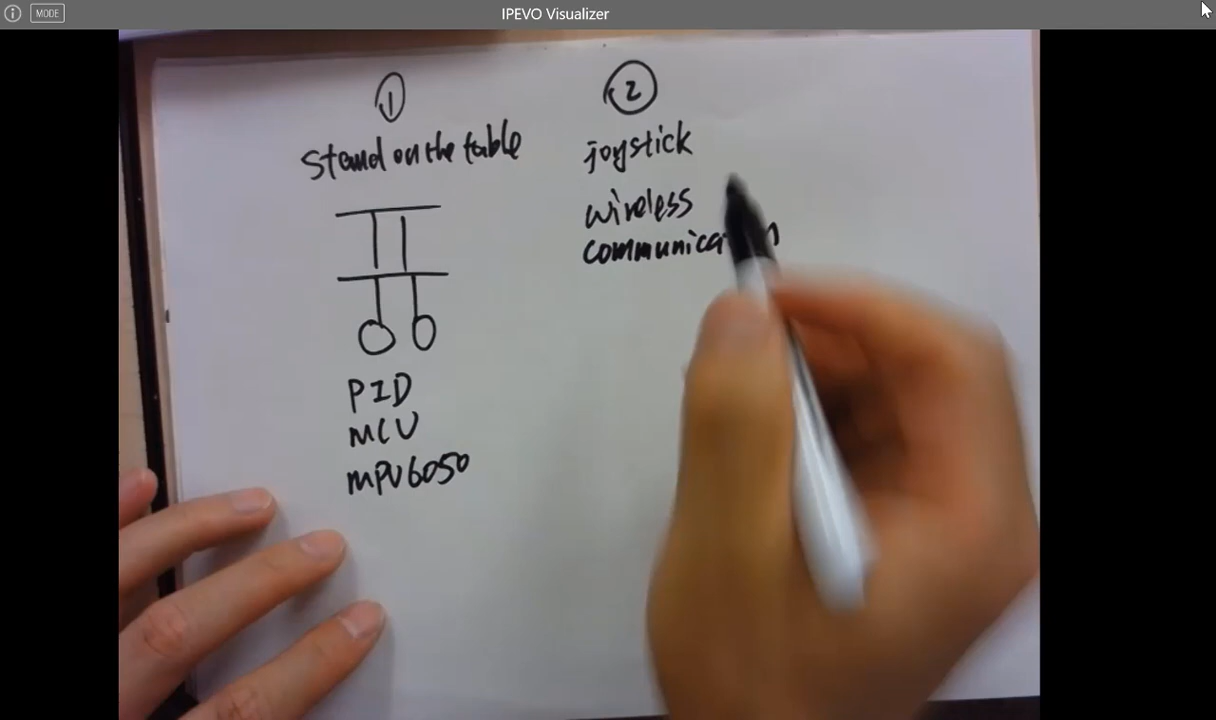 MODE
IPEVO Visualizer
1
Stand on the table
PID
MCU
MPU6050
2
joystick
wireless